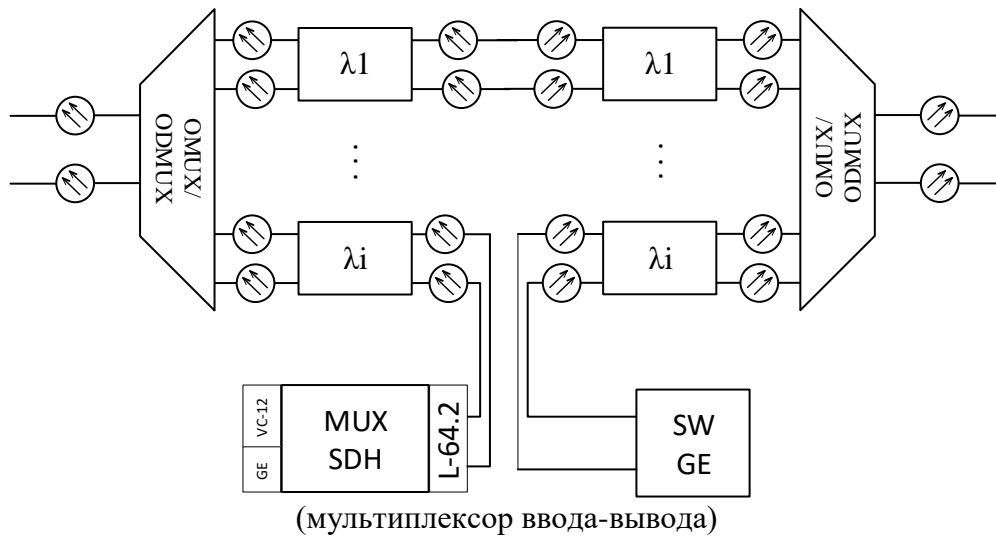 λ1
λ1
OMUX/
ODMUX
OMUX/
ODMUX
⋮
⋮
λi
λi
VC-12
GE
MUX
SDH
L-64.2
SW
GE
(мультиплексор ввода-вывода)